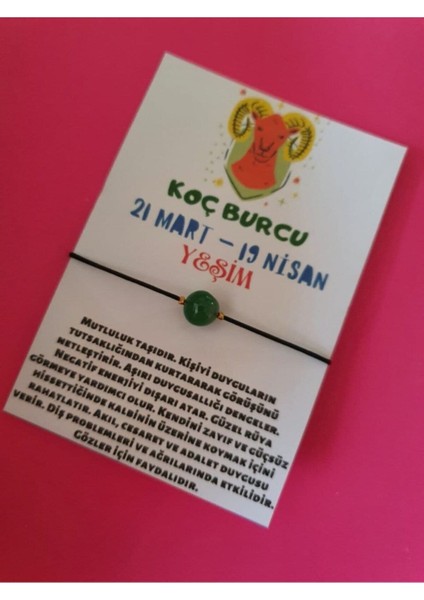 KOÇ BURCU
21 MART – 19 NİSAN
YEŞİM
MUTLULUK TAŞIDIR. KİŞİYİ DUYGULARIN
TUTSAKLIĞINDAN KURTARARAK GÖRÜŞÜNÜ
NETLEŞTİRİR. AŞIRI DUYGUSALLIĞI DENGELER.
NEGATİF ENERJİYİ DIŞARI ATAR. GÜZEL RÜYA
GÖRMEYE YARDIMCI OLUR. KENDİNİ ZAYIF VE GÜÇSÜZ
HİSSETTİĞİNDE KALBİNİN ÜZERİNE KOYMAK İÇİNİ
RAHATLATIR. AKIL, CESARET VE ADALET DUYGUSU
VERİR. DİŞ PROBLEMLERİ VE AĞRILARINDA ETKİLİDİR.
GÖZLER İÇİN FAYDALIDIR.